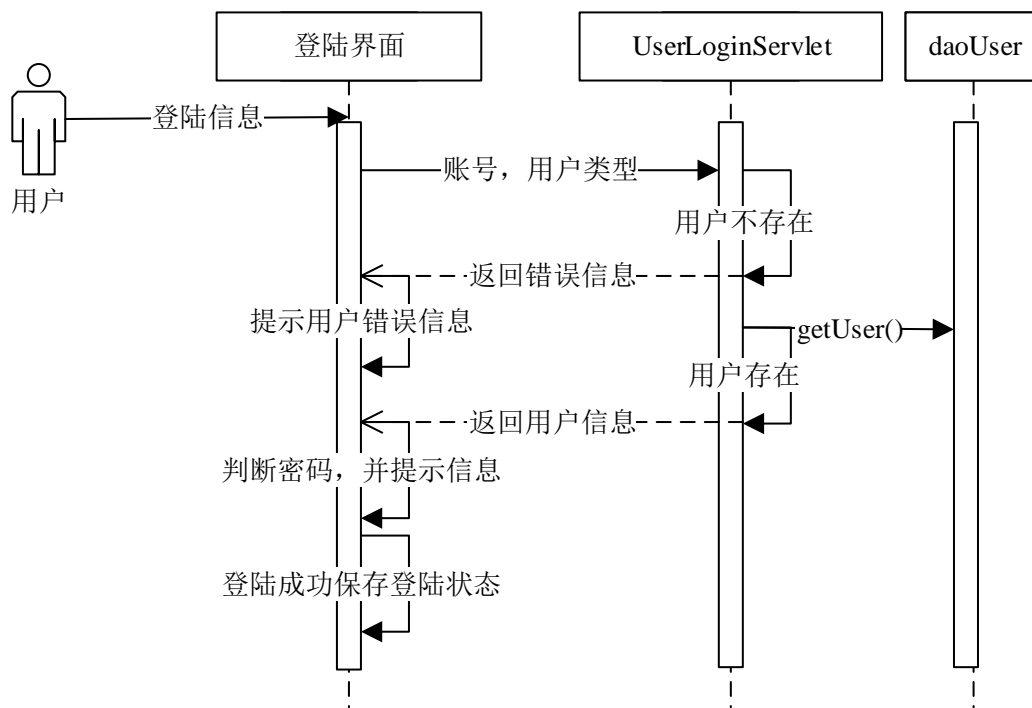 登陆界面
UserLoginServlet
daoUser
登陆信息
用户
账号，用户类型
用户不存在
返回错误信息
提示用户错误信息
getUser()
用户存在
返回用户信息
判断密码，并提示信息
登陆成功保存登陆状态